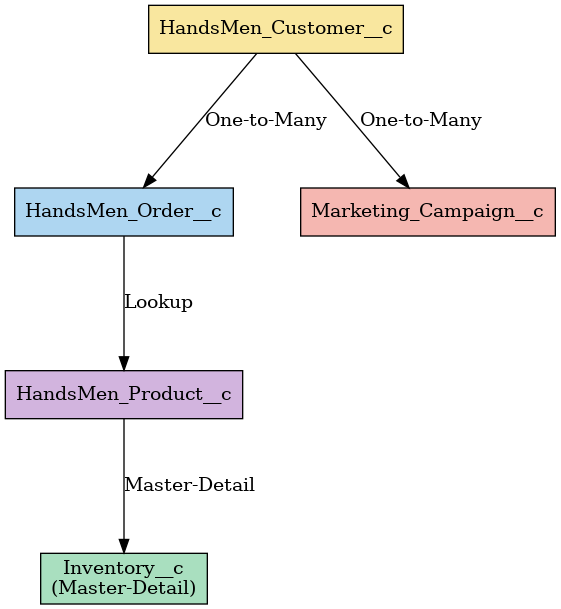 HandsMen_Customer__c
One-to-Many
One-to-Many
HandsMen_Order__c
Marketing_Campaign__c
Lookup
HandsMen_Product__c
Master-Detail
Inventory__c
(Master-Detail)